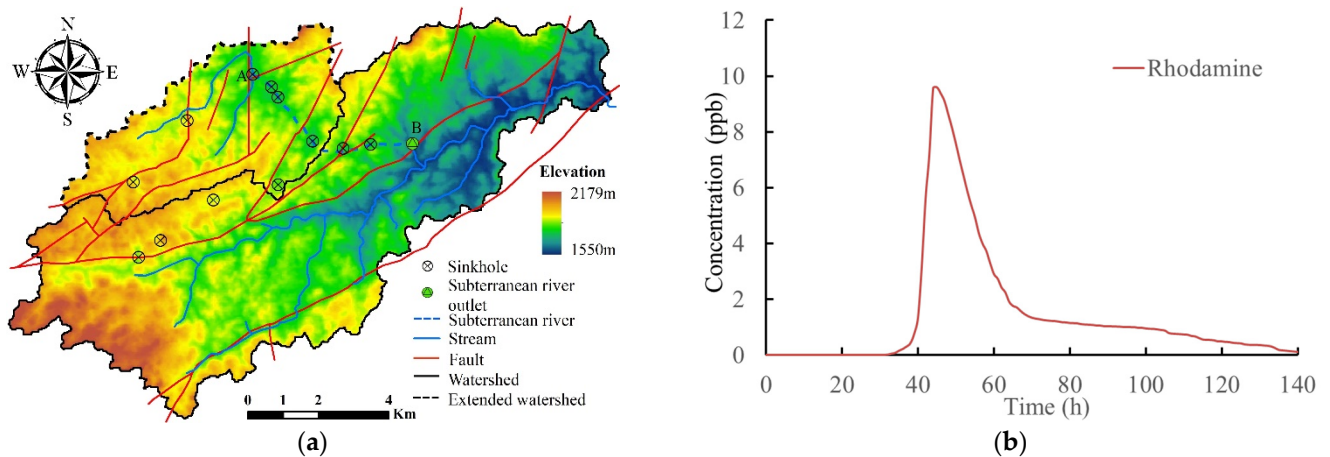 N
W E
S
A
B
Elevation
2179m
1550m
Sinkhole
Subterranean river
outlet
Subterranean river
Stream
Fault
Watershed
Extended watershed
0 1 2 4
Km
(a)
Concentration (ppb)
12
10
8
6
4
2
0
Rhodamine
0 20 40 60 80 100 120 140
Time (h)
(b)